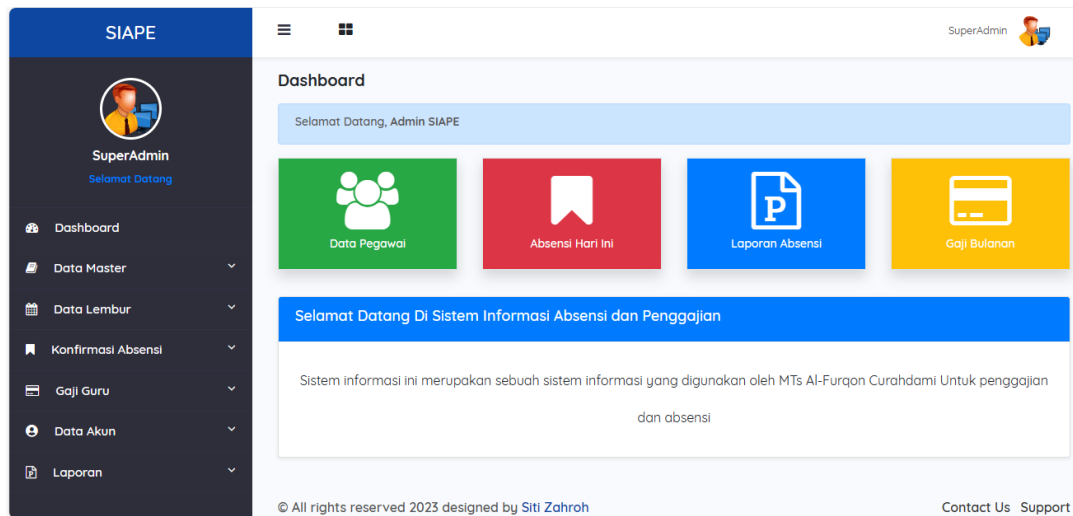 SIAPE
SuperAdmin
SuperAdmin
Selamat Datang
Dashboard
Data Master
Data Lembur
Konfirmasi Absensi
Gaji Guru
Data Akun
Laporan
Dashboard
Selamat Datang, Admin SIAPE
Data Pegawai
Absensi Hari Ini
P
Laporan Absensi
Gaji Bulanan
Selamat Datang Di Sistem Informasi Absensi dan Penggajian
Sistem informasi ini merupakan sebuah sistem informasi yang digunakan oleh MTs Al-Furqon Curahdami Untuk penggajian
dan absensi
© All rights reserved 2023 designed by Siti Zahroh
Contact Us Support